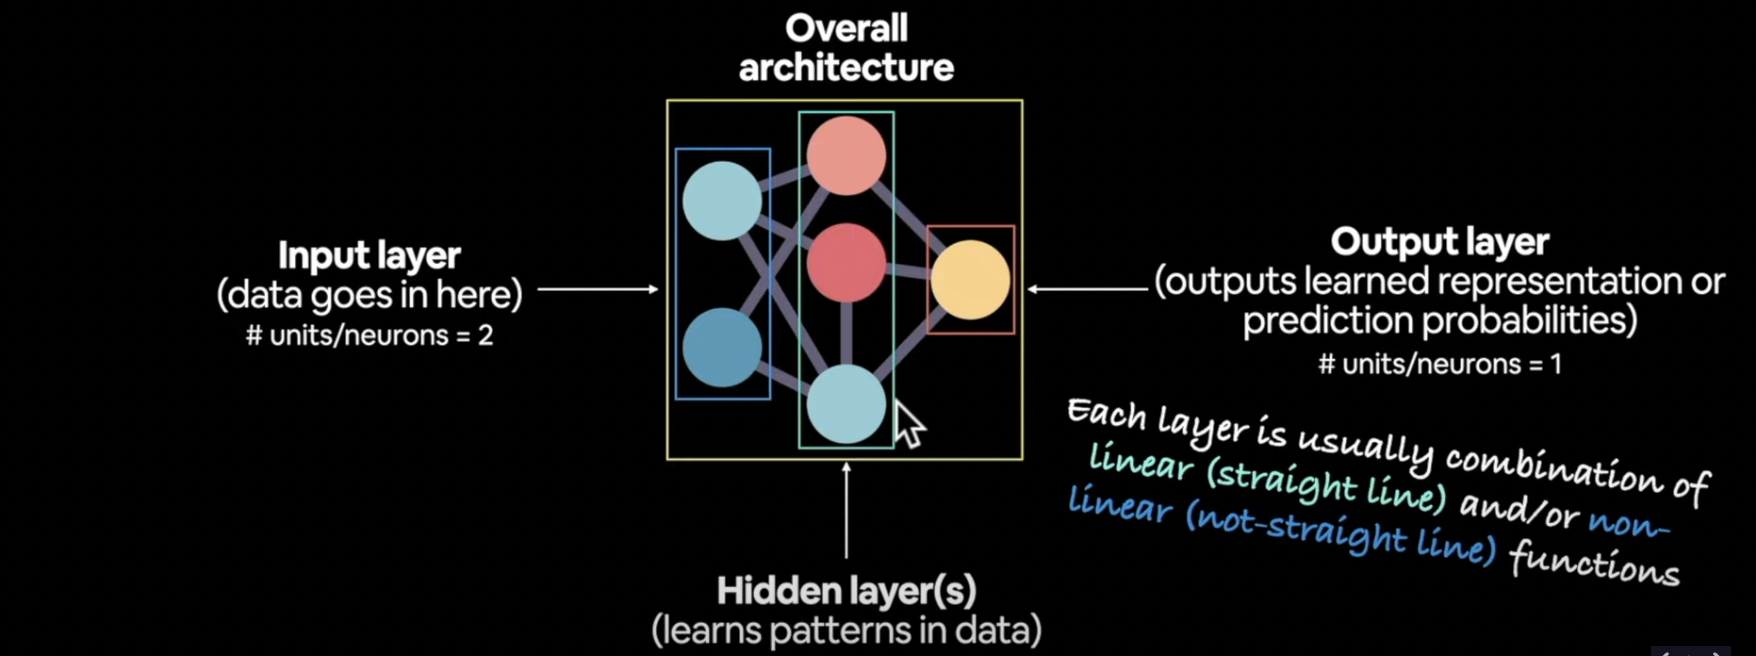 Overall
architecture
Input layer
(data goes in here)
# units/neurons = 2
Output layer
(outputs learned representation or
prediction probabilities)
# units/neurons = 1
Each layer is usually combination of
linear (straight line) and/or non-
linear (not-straight line) functions
Hidden layer(s)
(learns patterns in data)